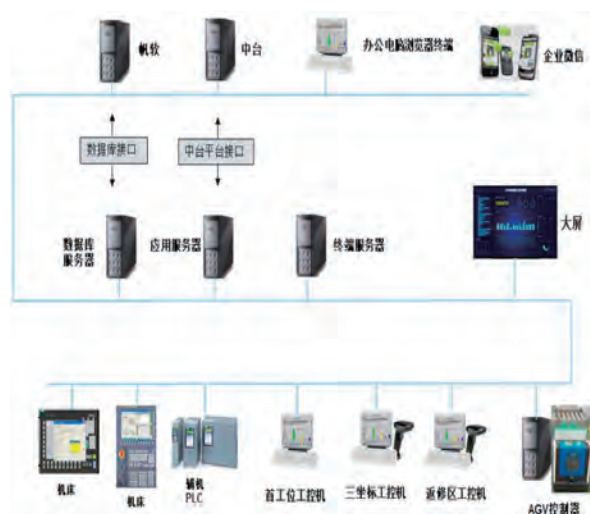 帆软
中台
办公电脑浏览器终端
企业微信
数据库接口
中台平台接口
数据库
服务器
应用服务器
终端服务器
大屏
机床
机床
辅机
PLC
首工位工控机
三坐标工控机
返修区工控机
AGV控制器